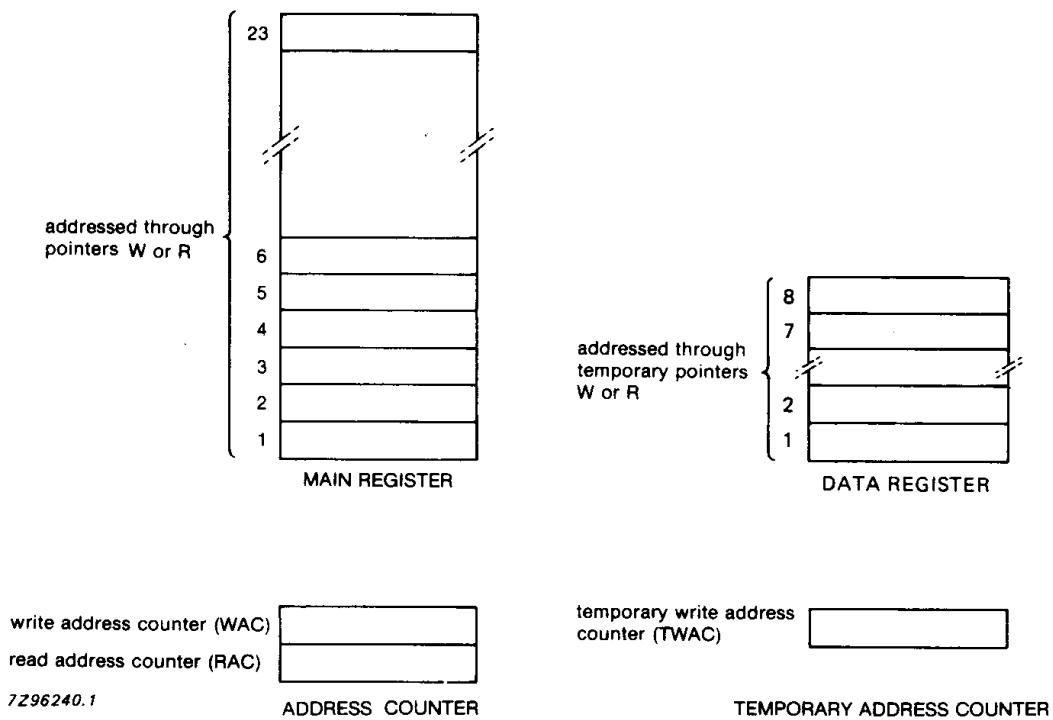 23
addressed through
pointers W or R
6
5
4
3
2
1
MAIN REGISTER
8
7
addressed through
temporary pointers
W or R
2
1
DATA REGISTER
write address counter (WAC)
read address counter (RAC)
7Z96240.1
ADDRESS COUNTER
temporary write address
counter (TWAC)
TEMPORARY ADDRESS COUNTER